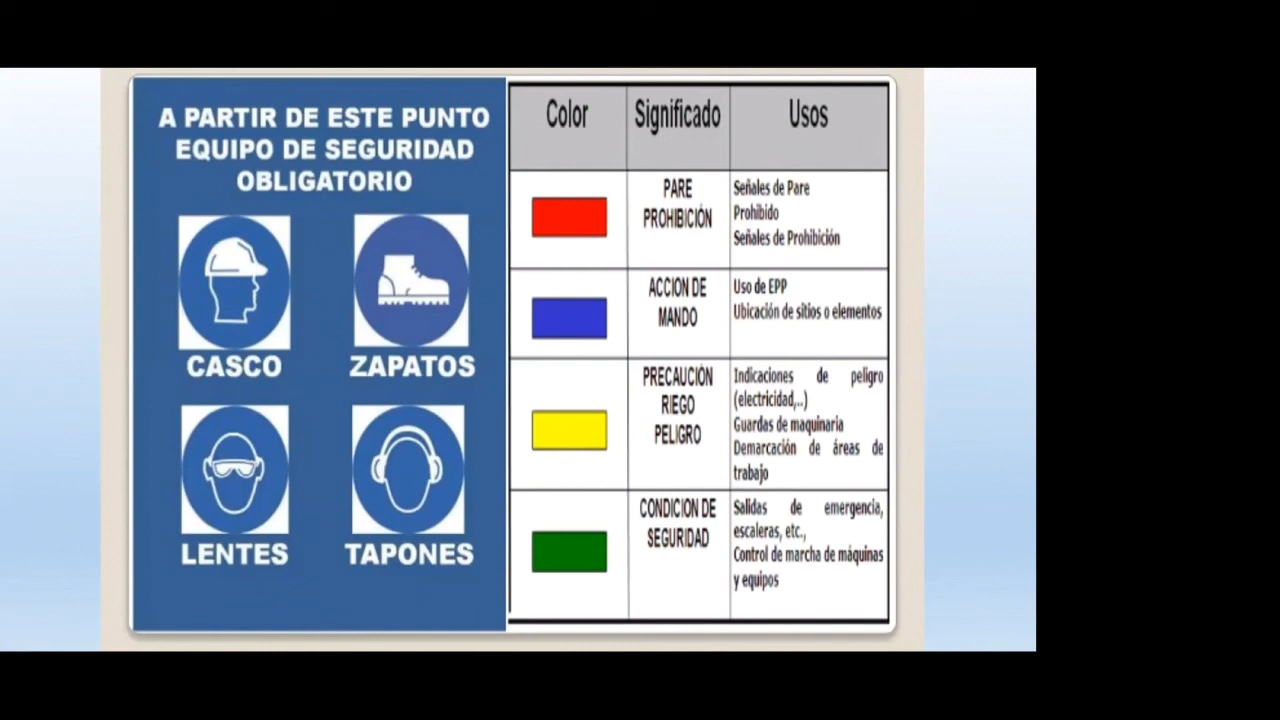 A PARTIR DE ESTE PUNTO
EQUIPO DE SEGURIDAD
OBLIGATORIO
CASCO
ZAPATOS
LENTES
TAPONES
Color
Significado
Usos
PARE
PROHIBICIÓN
Señales de Pare
Prohibido
Señales de Prohibición
ACCION DE
MANDO
Uso de EPP
Ubicación de sitios o elementos
PRECAUCIÓN
RIEGO
PELIGRO
Indicaciones de peligro
(electricidad,..)
Guardas de maquinaria
Demarcación de áreas de
trabajo
CONDICION DE
SEGURIDAD
Salidas de emergencia,
escaleras, etc.,
Control de marcha de máquinas
y equipos